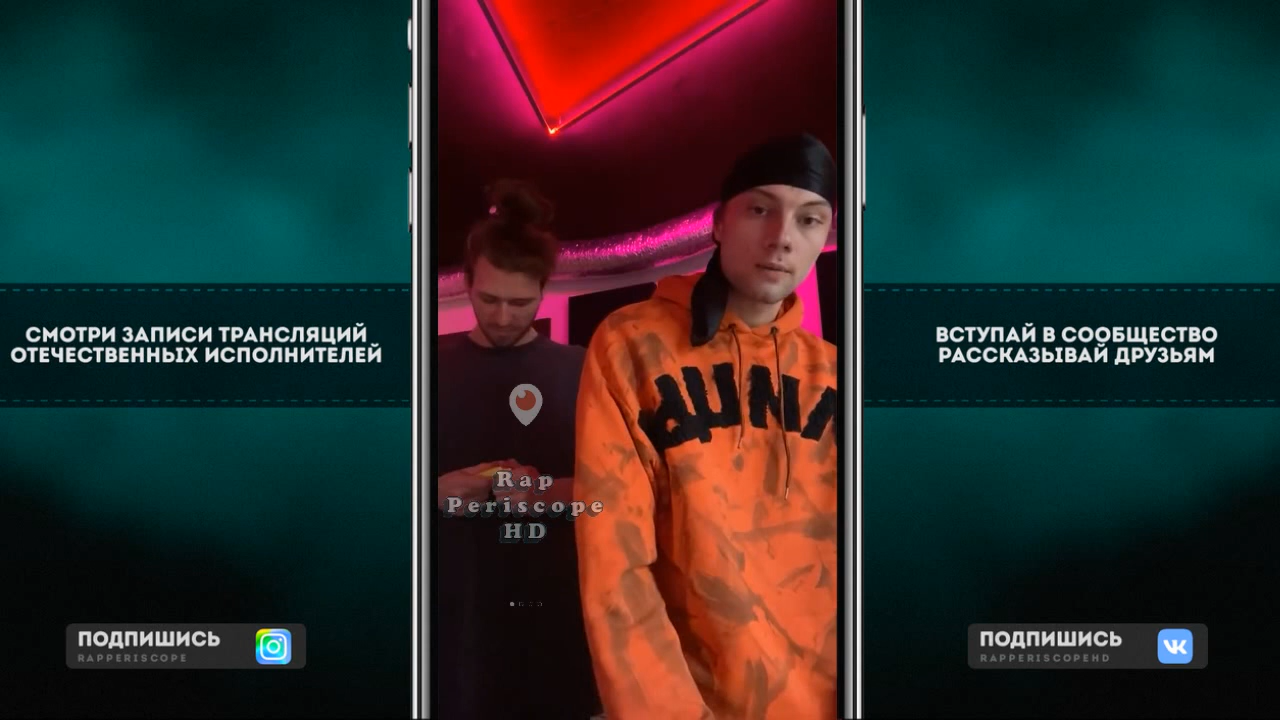 СМОТРИ ЗАПИСИ ТРАНСЛЯЦИЙ
ОТЕЧЕСТВЕННЫХ ИСПОЛНИТЕЛЕЙ
ВСТУПАЙ В СООБЩЕСТВО
РАССКАЗЫВАЙ ДРУЗЬЯМ
Rap
Periscope
HD
ПОДПИШИСЬ
RAPPERISCOPE
ПОДПИШИСЬ
RAPPERISCOPEHD